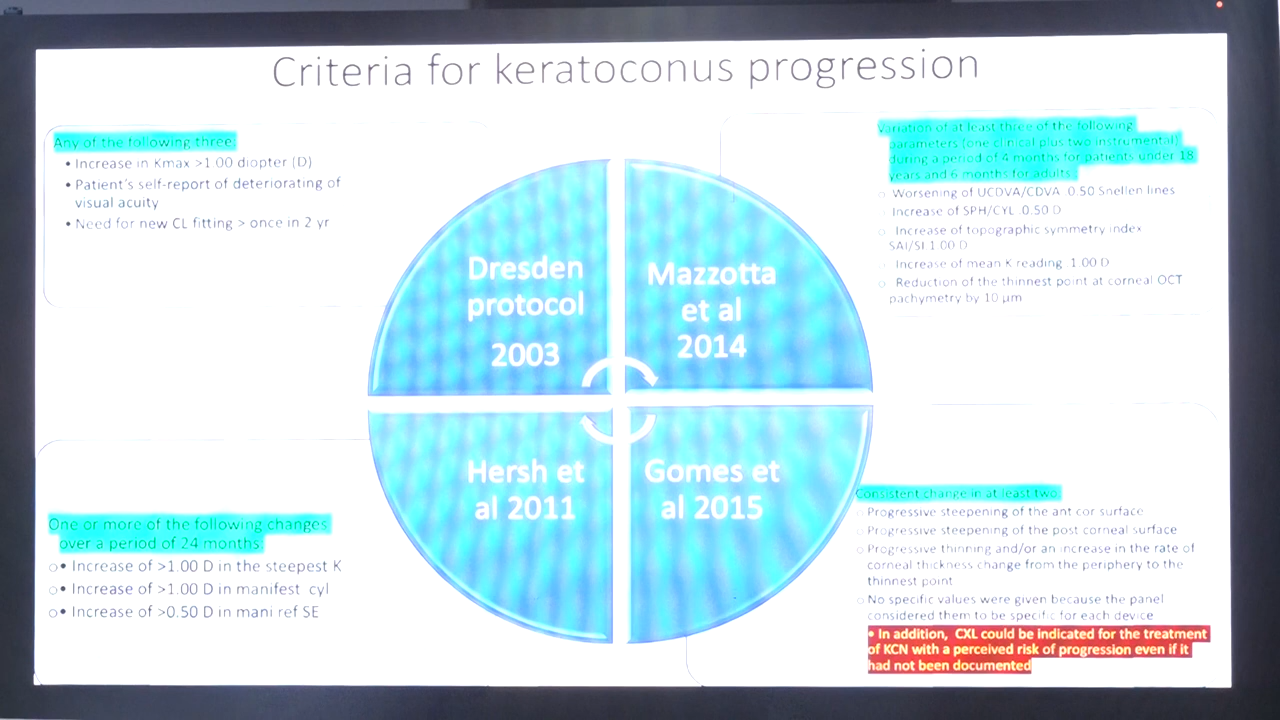 Criteria for keratoconus progression
Any of the following three
• Increase in Kmax >1.00 diopter (D)
• Patient's self-report of deteriorating of
visual acuity
• Need for new CL fitting > once in 2 yr
Variation of at least three of the following
parameters (one clinical plus two instrumental)
during a period of 4 months for patients under 18
years and 6 months for adults:
○ Worsening of UCDVA/CDVA .0.50 Snellen lines
○ Increase of SPH/CYL .0.50 D
○ Increase of topographic symmetry index
SAI/SI.1.00 D
○ Increase of mean K reading .1.00 D
○ Reduction of the thinnest point at corneal OCT
pachymetry by 10 μm
Dresden
protocol
2003
Mazzotta
et al
2014
Hersh et
al 2011
Gomes et
al 2015
One or more of the following changes
over a period of 24 months:
○• Increase of >1.00 D in the steepest K
○• Increase of >1.00 D in manifest cyl
○• Increase of >0.50 D in mani ref SE
Consistent change in at least two:
○ Progressive steepening of the ant cor surface
○ Progressive steepening of the post corneal surface
○ Progressive thinning and/or an increase in the rate of
corneal thickness change from the periphery to the
thinnest point
○ No specific values were given because the panel
considered them to be specific for each device
• In addition, CXL could be indicated for the treatment
of KCN with a perceived risk of progression even if it
had not been documented